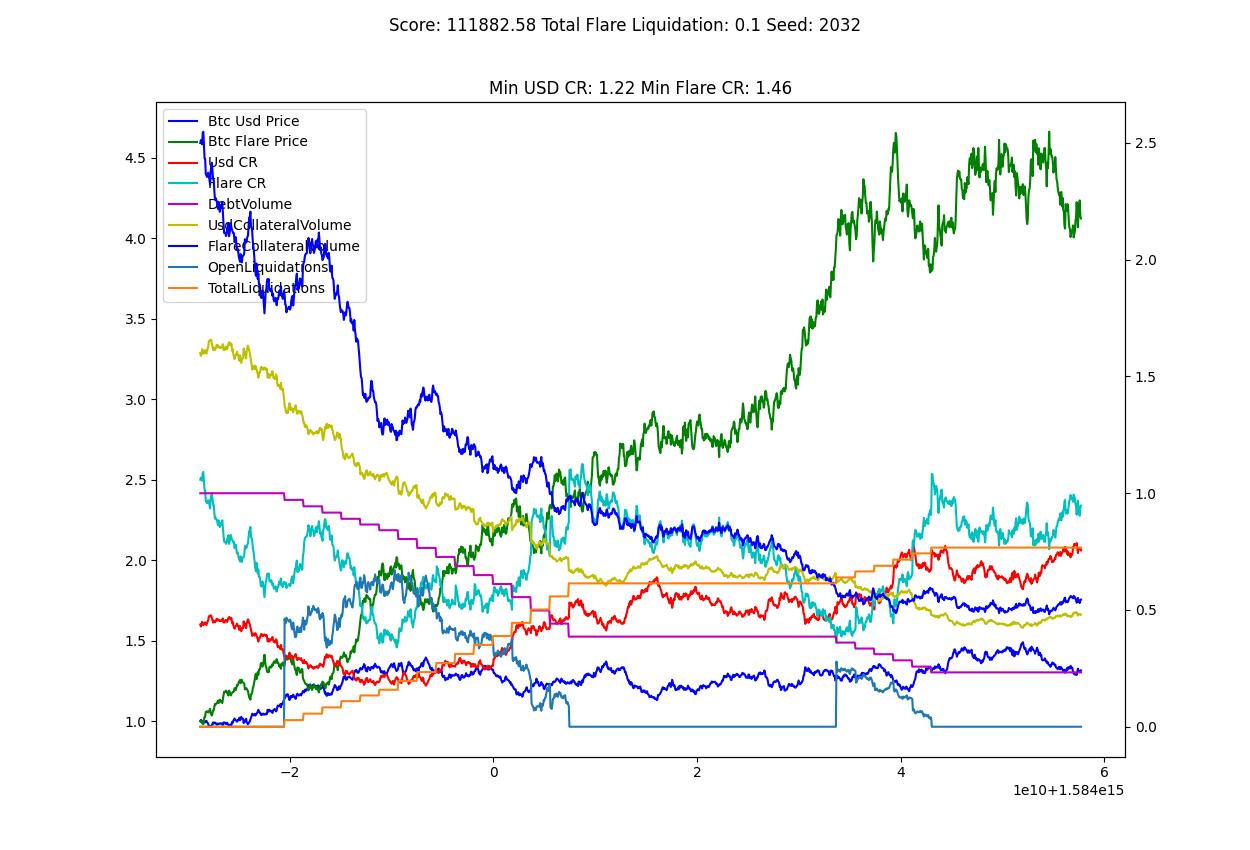 Score: 111882.58 Total Flare Liquidation: 0.1 Seed: 2032
Min USD CR: 1.22 Min Flare CR: 1.46
Btc Usd Price
Btc Flare Price
Usd CR
Flare CR
DebtVolume
UsdCollateralVolume
FlareCollateralVolume
OpenLiquidations
TotalLiquidations
4.5
4.0
3.5
3.0
2.5
2.0
1.5
1.0
2.5
2.0
1.5
1.0
0.5
0.0
−2
0
2
4
6
1e10+1.584e15